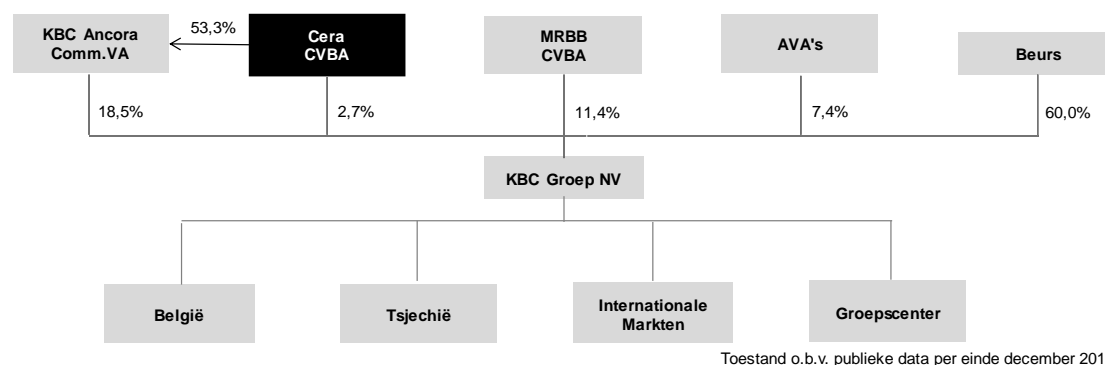 KBC Ancora
Comm.VA
53,3%
Cera
CVBA
MRBB
CVBA
AVA's
Beurs
18,5%
2,7%
11,4%
7,4%
60,0%
KBC Groep NV
België
Tsjechië
Internationale
Markten
Groepscenter
Toestand o.b.v. publieke data per einde december 201